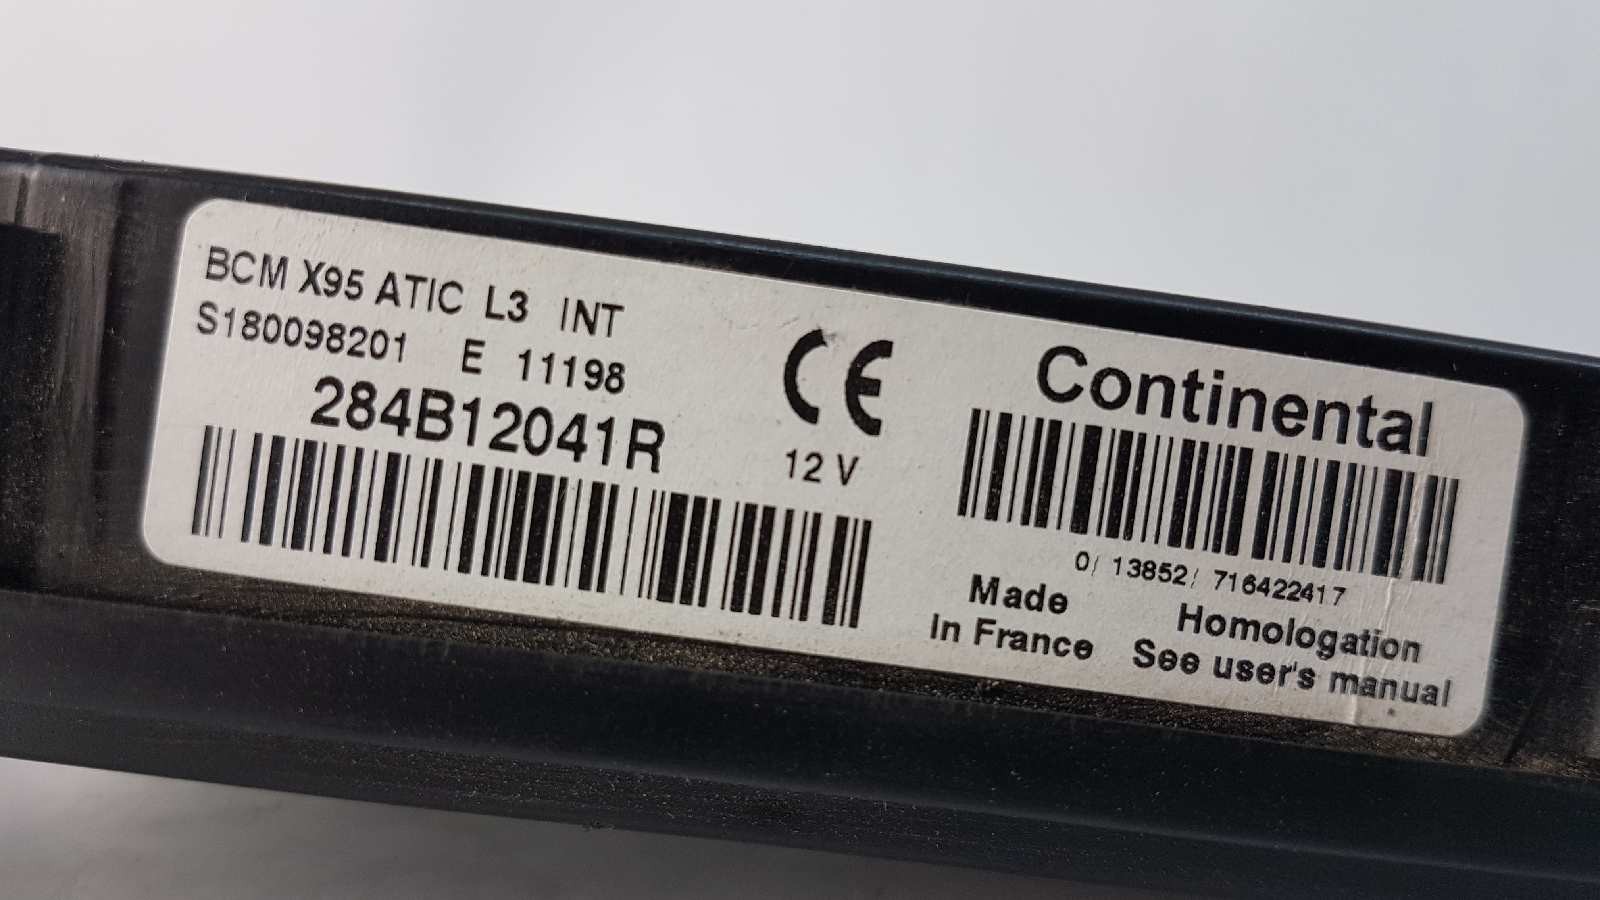 BCM X95 ATIC L3 INT
S180098201 E 11198
284B12041R
CE
12 V
Continental
0/ 13852/ 716422417
Made
in France
Homologation
See user's manual